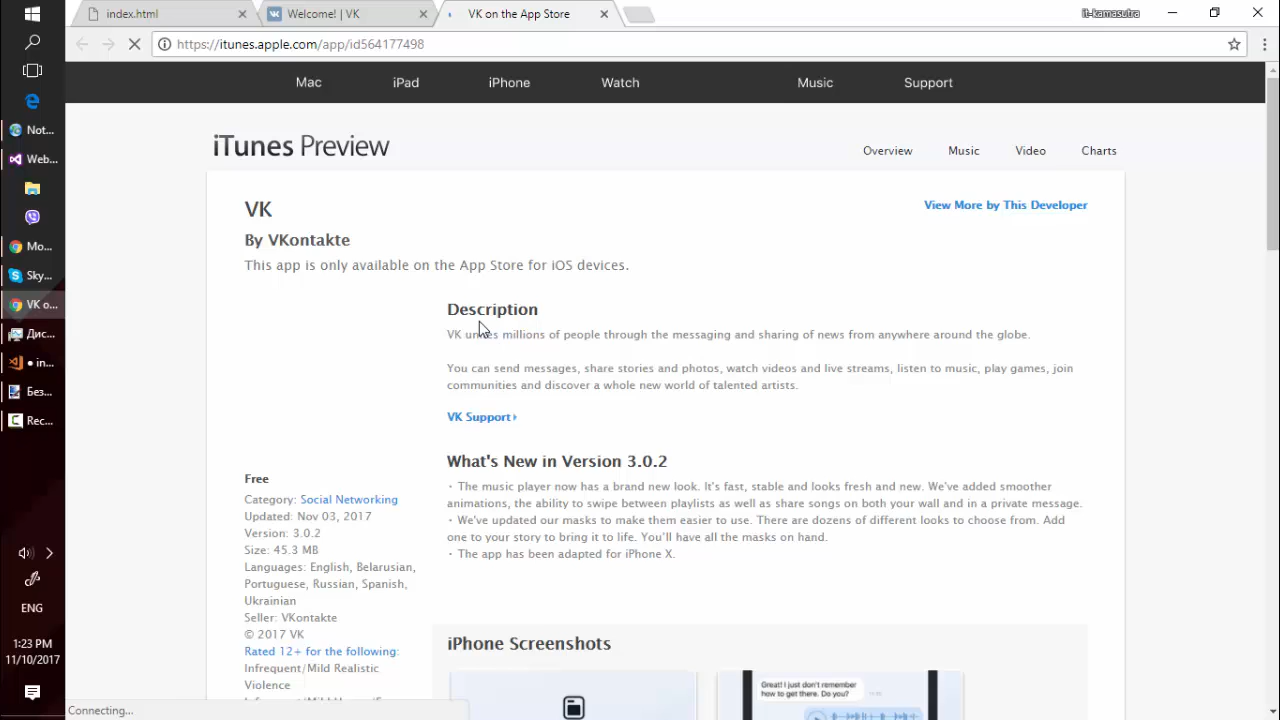 index.html
Welcome! | VK
VK on the App Store
it-kamasutra
https://itunes.apple.com/app/id564177498
Mac
iPad
iPhone
Watch
Music
Support
iTunes Preview
Overview
Music
Video
Charts
VK
View More by This Developer
By VKontakte
This app is only available on the App Store for iOS devices.
Description
VK unites millions of people through the messaging and sharing of news from anywhere around the globe.
You can send messages, share stories and photos, watch videos and live streams, listen to music, play games, join
communities and discover a whole new world of talented artists.
VK Support
What's New in Version 3.0.2
· The music player now has a brand new look. It's fast, stable and looks fresh and new. We've added smoother
animations, the ability to swipe between playlists as well as share songs on both your wall and in a private message.
· We've updated our masks to make them easier to use. There are dozens of different looks to choose from. Add
one to your story to bring it to life. You'll have all the masks on hand.
· The app has been adapted for iPhone X.
Free
Category: Social Networking
Updated: Nov 03, 2017
Version: 3.0.2
Size: 45.3 MB
Languages: English, Belarusian,
Portuguese, Russian, Spanish,
Ukrainian
Seller: VKontakte
© 2017 VK
Rated 12+ for the following:
Infrequent/Mild Realistic
Violence
iPhone Screenshots
Great! I just don't remember
how to get there. Do you?
Connecting...
Not...
Web...
Mo...
Sky...
VK o...
Дис...
• in...
Без...
Rec...
ENG
1:23 PM
11/10/2017